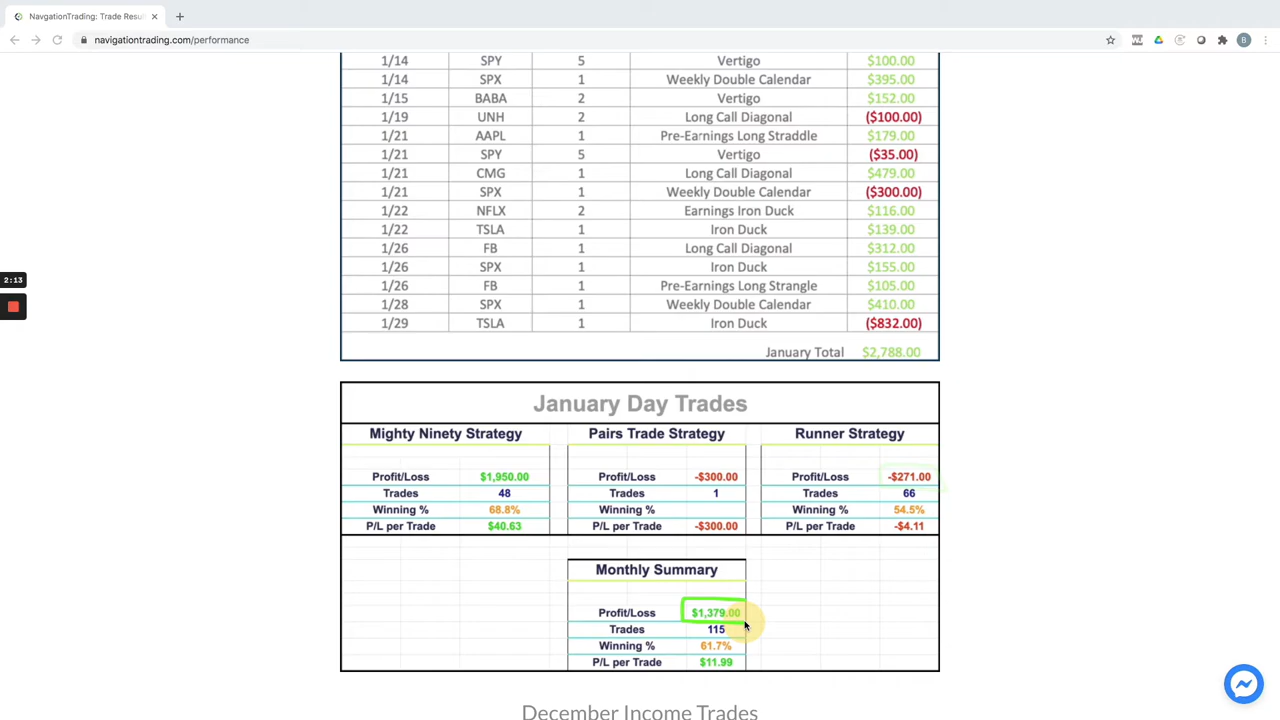 NavgationTrading: Trade Resul
navigationtrading.com/performance
B
1/14 SPY 5 Vertigo $100.00
1/14 SPX 1 Weekly Double Calendar $395.00
1/15 BABA 2 Vertigo $152.00
1/19 UNH 2 Long Call Diagonal ($100.00)
1/21 AAPL 1 Pre-Earnings Long Straddle $179.00
1/21 SPY 5 Vertigo ($35.00)
1/21 CMG 1 Long Call Diagonal $479.00
1/21 SPX 1 Weekly Double Calendar ($300.00)
1/22 NFLX 2 Earnings Iron Duck $116.00
1/22 TSLA 1 Iron Duck $139.00
2:13
1/26 FB 1 Long Call Diagonal $312.00
1/26 SPX 1 Iron Duck $155.00
1/26 FB 1 Pre-Earnings Long Strangle $105.00
1/28 SPX 1 Weekly Double Calendar $410.00
1/29 TSLA 1 Iron Duck ($832.00)
January Total $2,788.00
January Day Trades
Mighty Ninety Strategy Pairs Trade Strategy Runner Strategy
Profit/Loss $1,950.00 Profit/Loss -$300.00 Profit/Loss -$271.00
Trades 48 Trades 1 Trades 66
Winning % 68.8% Winning % Winning % 54.5%
P/L per Trade $40.63 P/L per Trade -$300.00 P/L per Trade -$4.11
Monthly Summary
Profit/Loss $1,379.00
Trades 115
Winning % 61.7%
P/L per Trade $11.99
December Income Trades